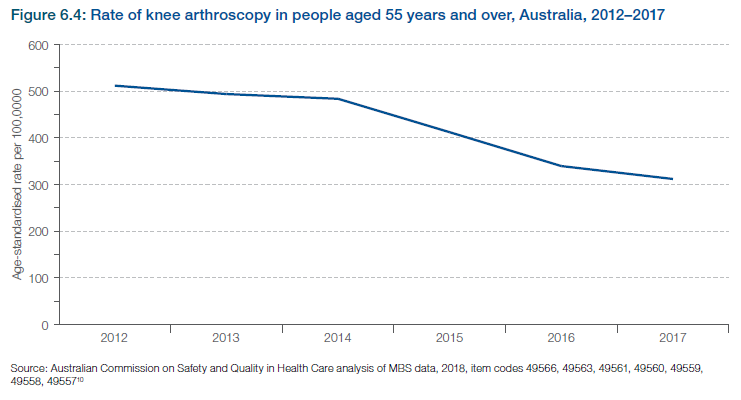 Figure 6.4: Rate of knee arthroscopy in people aged 55 years and over, Australia, 2012–2017
Age-standardised rate per 100,0000
600
500
400
300
200
100
0
2012 2013 2014 2015 2016 2017
Source: Australian Commission on Safety and Quality in Health Care analysis of MBS data, 2018, item codes 49566, 49563, 49561, 49560, 49559,
49558, 49557¹⁰